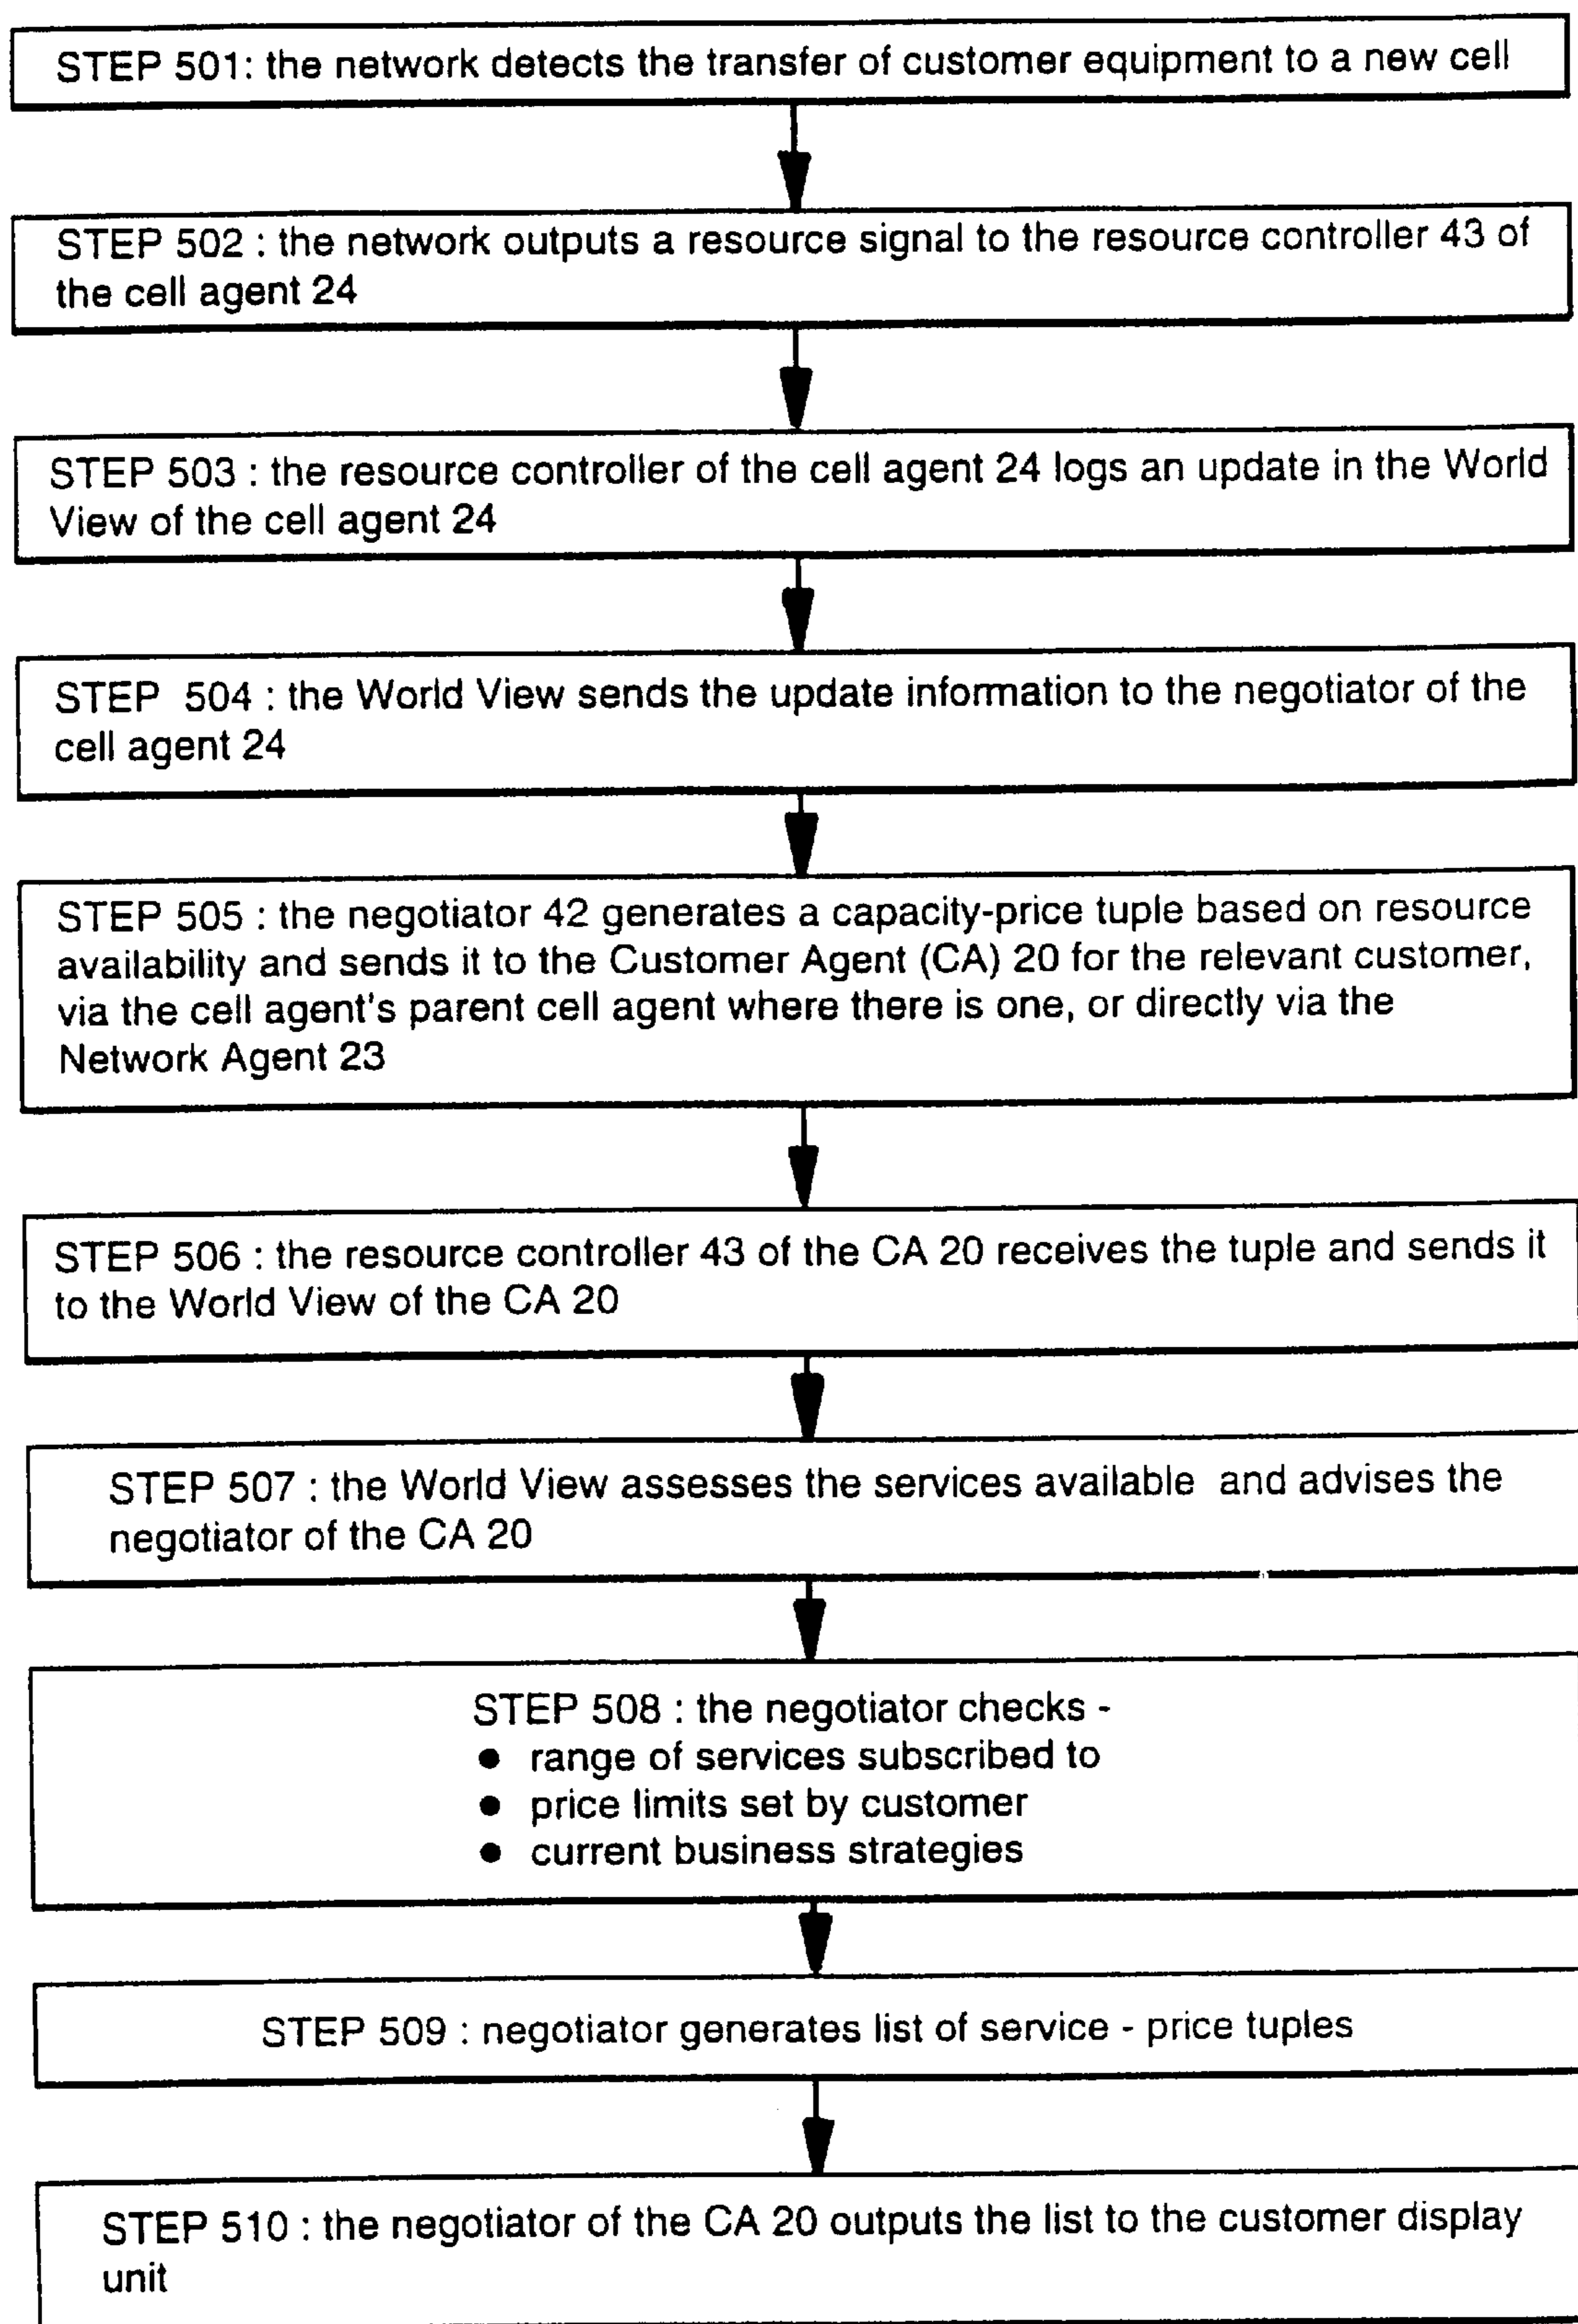 STEP 501: the network detects the transfer of customer equipment to a new cell
STEP 502 : the network outputs a resource signal to the resource controller 43 of
the cell agent 24
STEP 503 : the resource controller of the cell agent 24 logs an update in the World
View of the cell agent 24
STEP 504 : the World View sends the update information to the negotiator of the
cell agent 24
STEP 505 : the negotiator 42 generates a capacity-price tuple based on resource
availability and sends it to the Customer Agent (CA) 20 for the relevant customer,
via the cell agent's parent cell agent where there is one, or directly via the
Network Agent 23
STEP 506 : the resource controller 43 of the CA 20 receives the tuple and sends it
to the World View of the CA 20
STEP 507 : the World View assesses the services available and advises the
negotiator of the CA 20
STEP 508 : the negotiator checks -
● range of services subscribed to
● price limits set by customer
● current business strategies
STEP 509 : negotiator generates list of service - price tuples
STEP 510 : the negotiator of the CA 20 outputs the list to the customer display
unit